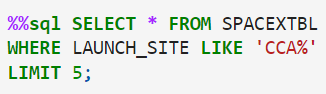 %%sql SELECT * FROM SPACEXTBL
WHERE LAUNCH_SITE LIKE 'CCA%'
LIMIT 5;